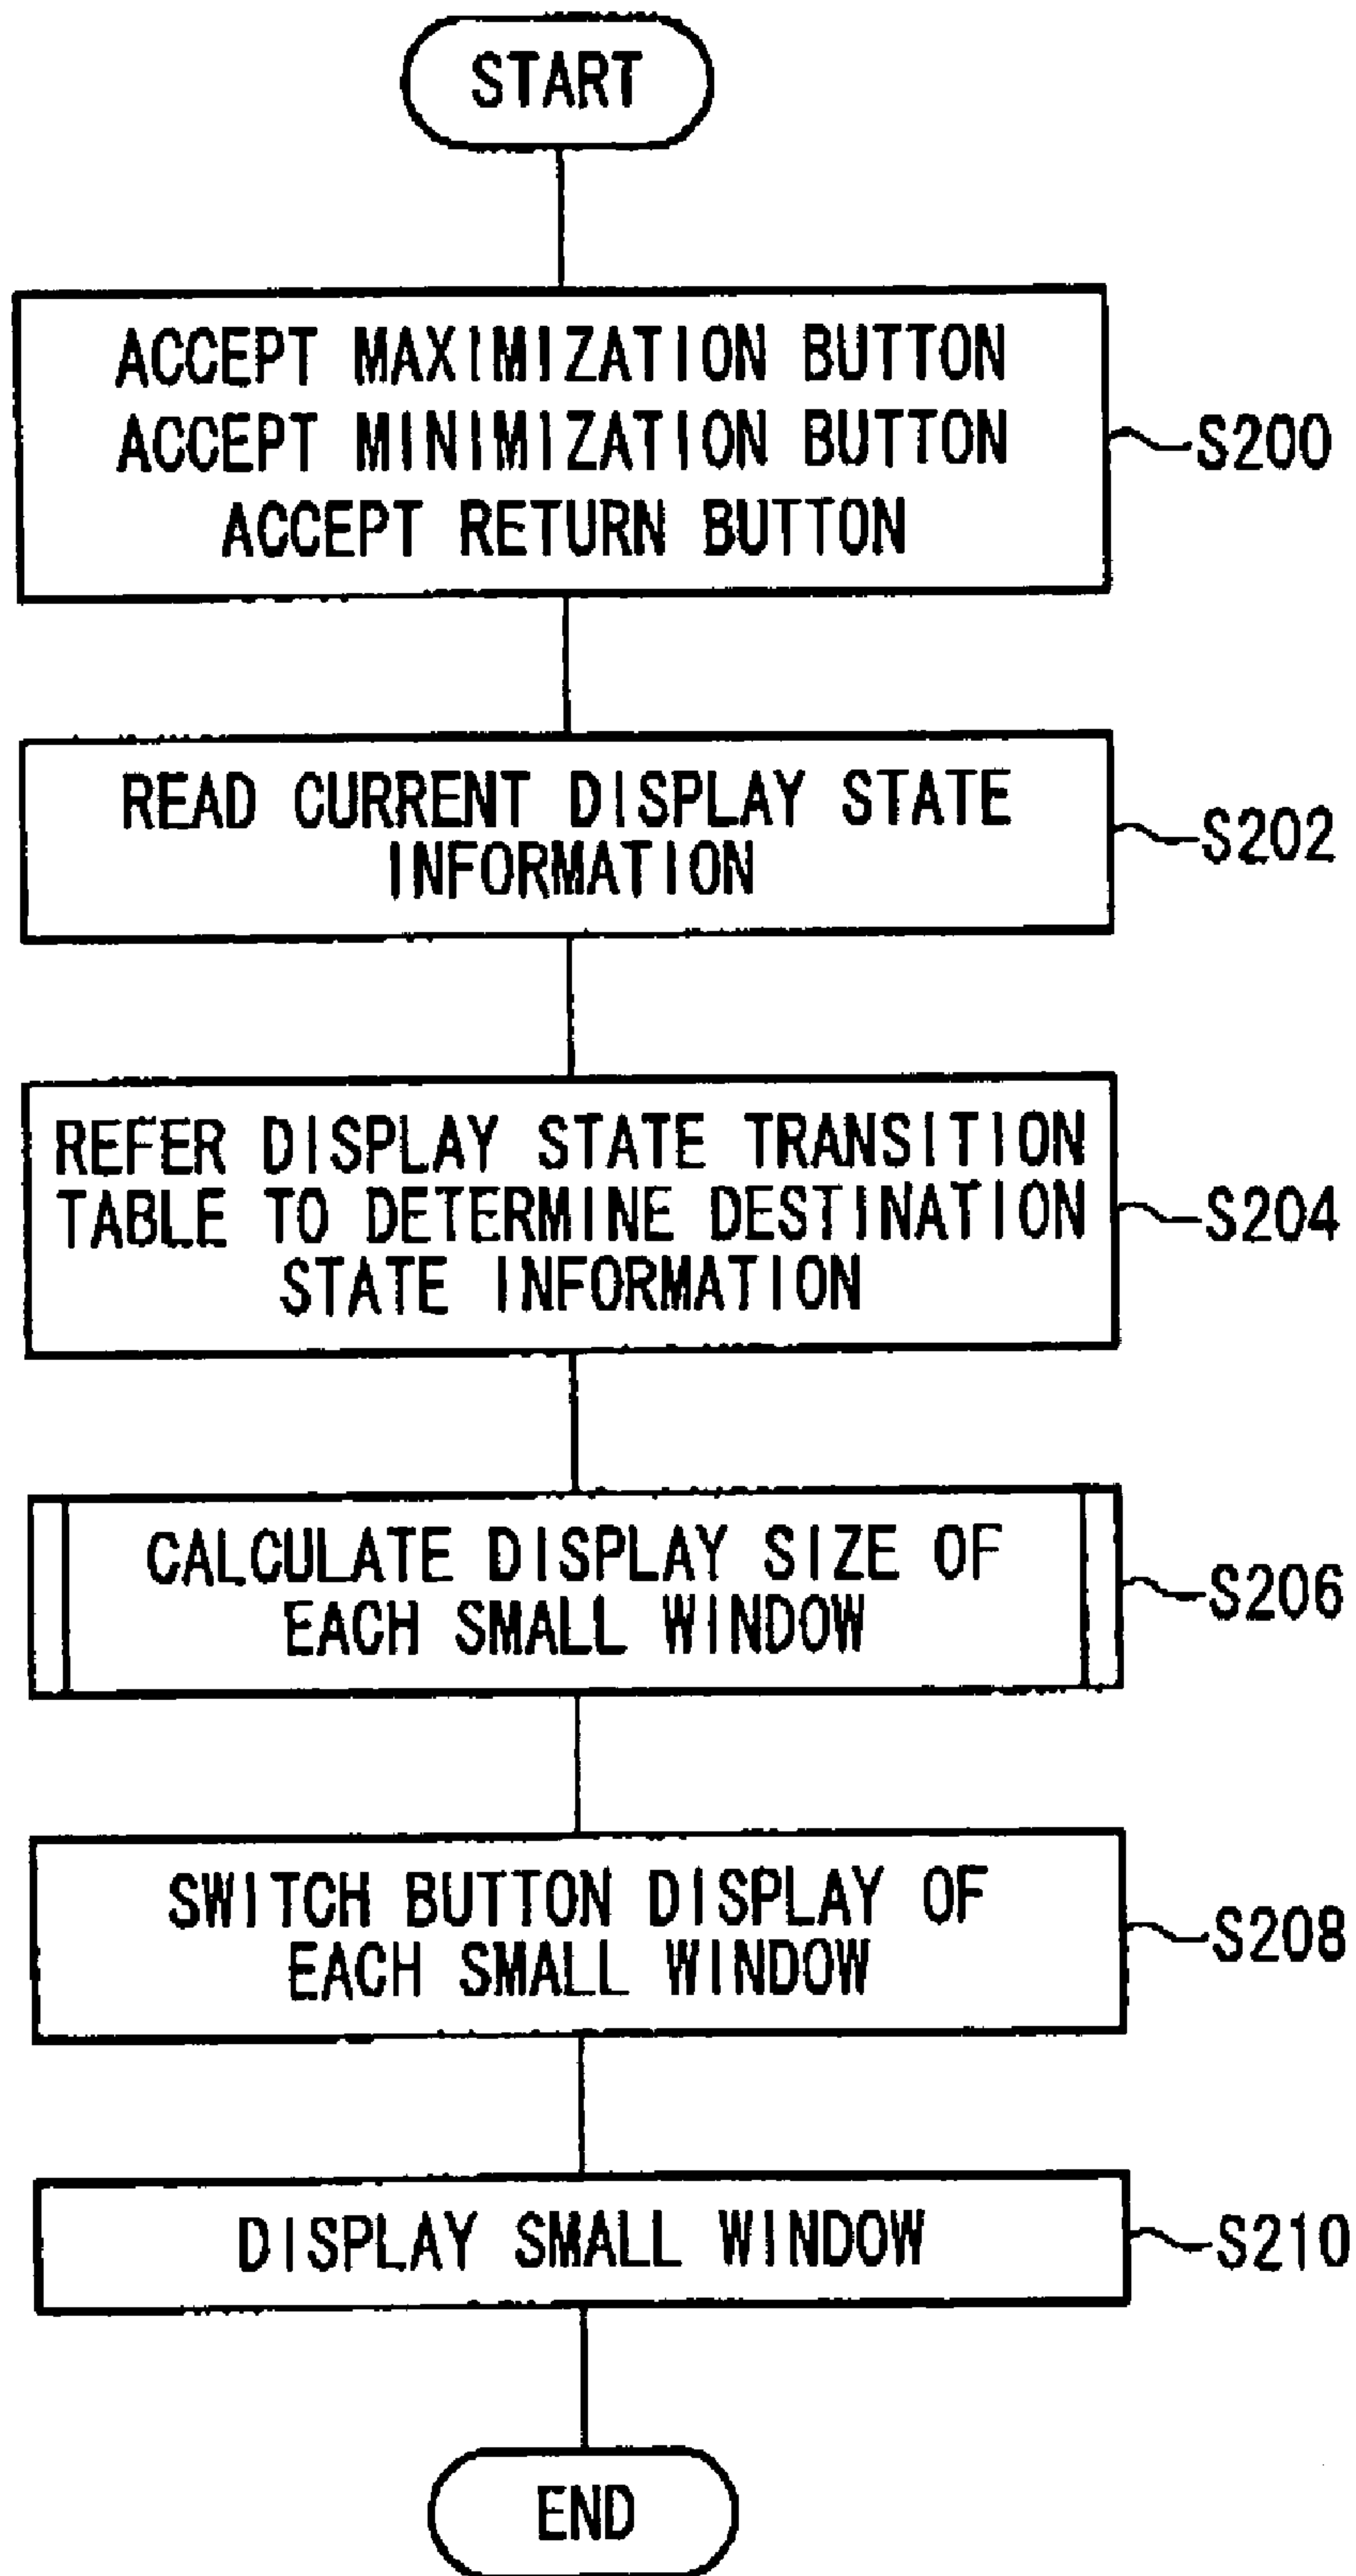 START
ACCEPT MAXIMIZATION BUTTON
ACCEPT MINIMIZATION BUTTON
ACCEPT RETURN BUTTON
S200
READ CURRENT DISPLAY STATE
INFORMATION
S202
REFER DISPLAY STATE TRANSITION
TABLE TO DETERMINE DESTINATION
STATE INFORMATION
S204
CALCULATE DISPLAY SIZE OF
EACH SMALL WINDOW
S206
SWITCH BUTTON DISPLAY OF
EACH SMALL WINDOW
S208
DISPLAY SMALL WINDOW
S210
END